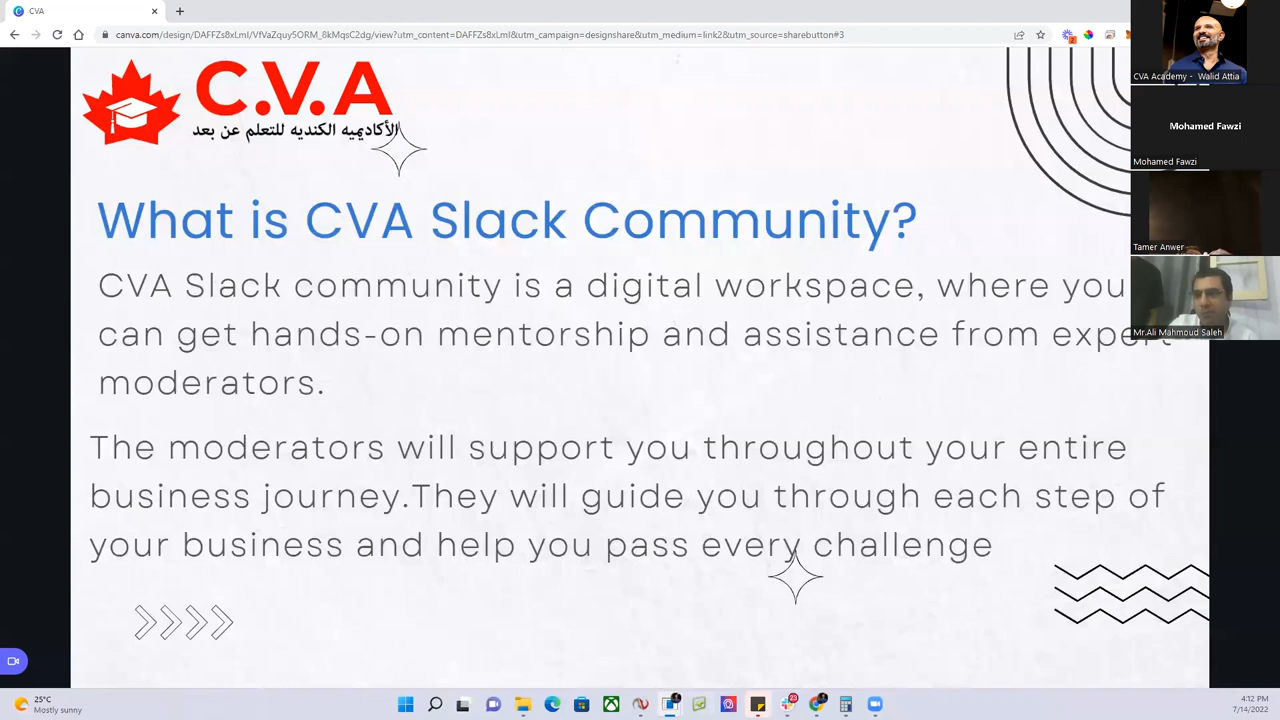 CVA
canva.com/design/DAFFZs8xLmI/VfVaZquy5ORM_8kMqsC2dg/view?utm_content=DAFFZs8xLmI&utm_campaign=designshare&utm_medium=link2&utm_source=sharebutton#3
C.V.A
الأكاديميه الكنديه للتعلم عن بعد
What is CVA Slack Community?
CVA Slack community is a digital workspace, where you
can get hands-on mentorship and assistance from expert
moderators.
The moderators will support you throughout your entire
business journey.They will guide you through each step of
your business and help you pass every challenge
CVA Academy - Walid Attia
Mohamed Fawzi
Mohamed Fawzi
Tamer Anwer
Mr.Ali Mahmoud Saleh
25°C
Mostly sunny
23
4:12 PM
7/14/2022